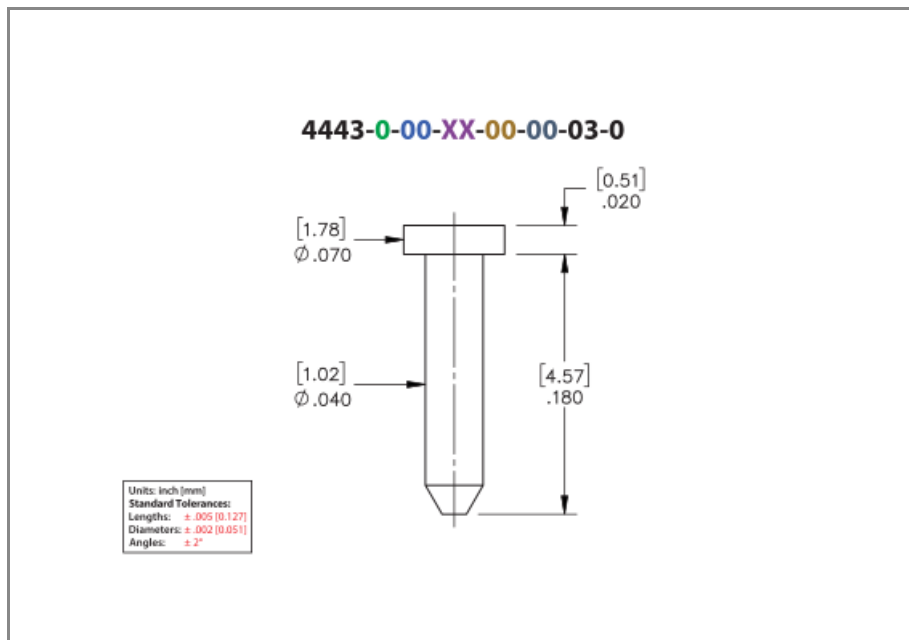 4443-0-00-XX-00-00-03-0
[0.51]
.020
[1.78]
Ø.070
[1.02]
Ø.040
[4.57]
.180
Units: inch [mm]
Standard Tolerances:
Lengths: ± .005 [0.127]
Diameters: ± .002 [0.051]
Angles: ± 2°